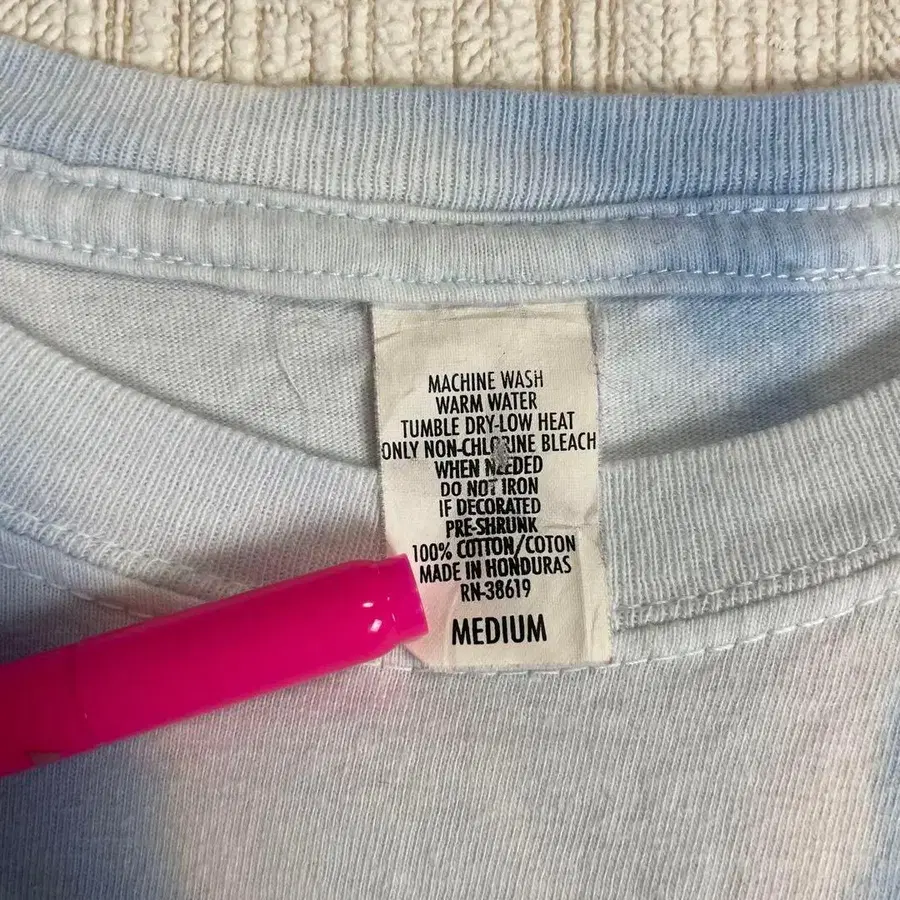 MACHINE WASH
WARM WATER
TUMBLE DRY-LOW HEAT
ONLY NON-CHLORINE BLEACH
WHEN NEEDED
DO NOT IRON
IF DECORATED
PRE-SHRUNK
100% COTTON/COTON
MADE IN HONDURAS
RN-38619
MEDIUM